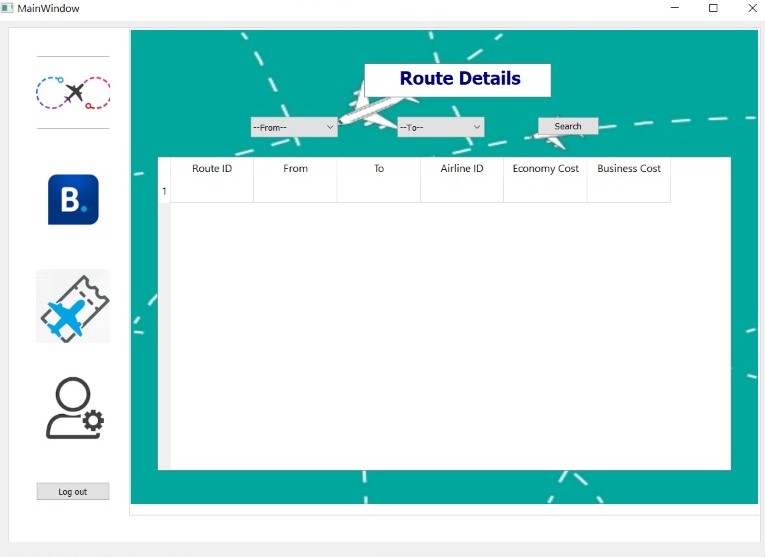 MainWindow
Route Details
--From--
--To--
Search
Route ID From To Airline ID Economy Cost Business Cost
1
B.
Log out